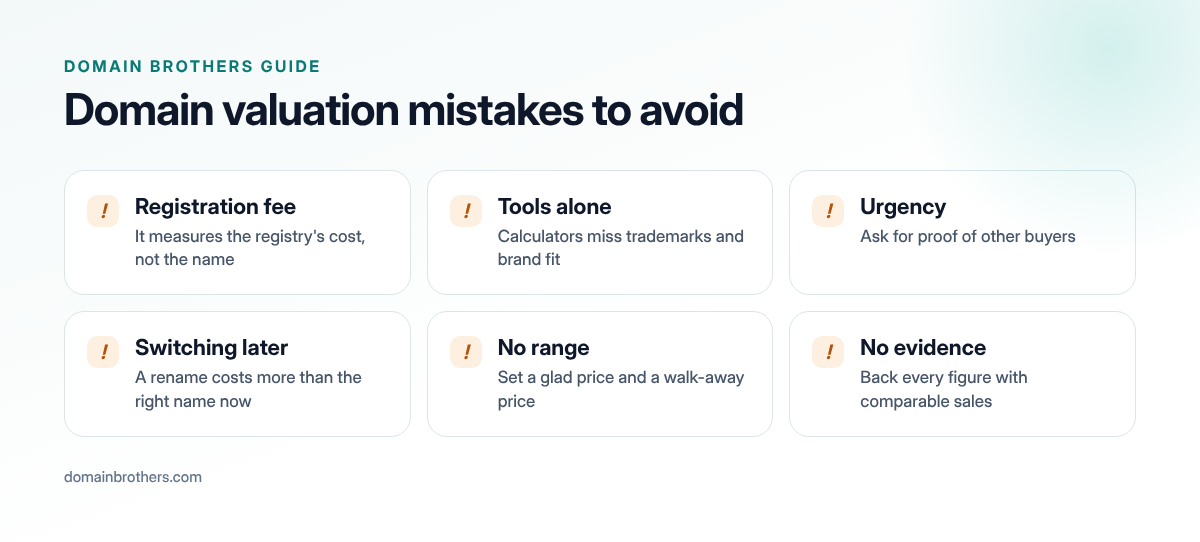 DOMAIN BROTHERS GUIDE
Domain valuation mistakes to avoid
!
Registration fee
It measures the registry's cost,
not the name
!
Tools alone
Calculators miss trademarks and
brand fit
!
Urgency
Ask for proof of other buyers
!
Switching later
A rename costs more than the
right name now
!
No range
Set a glad price and a walk-away
price
!
No evidence
Back every figure with
comparable sales
domainbrothers.com